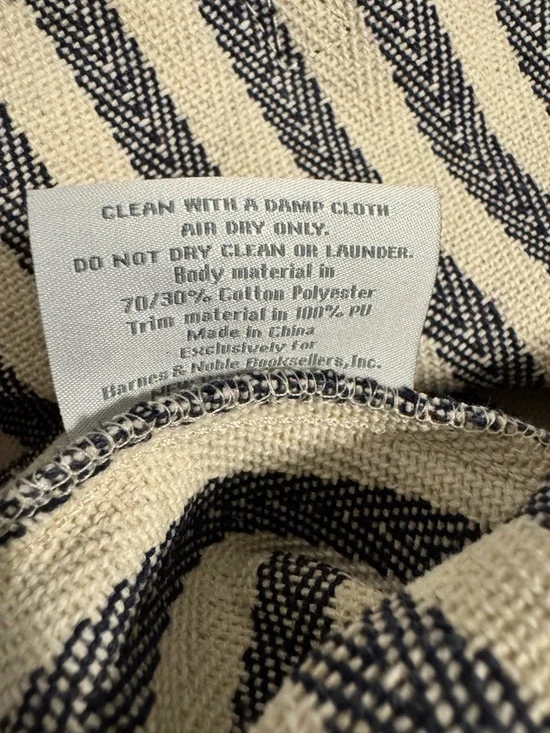 CLEAN WITH A DAMP CLOTH
AIR DRY ONLY.
DO NOT DRY CLEAN OR LAUNDER.
Body material in
70/30% Cotton Polyester
Trim material in 100% PU
Made in China
Exclusively for
Barnes & Noble Booksellers,Inc.